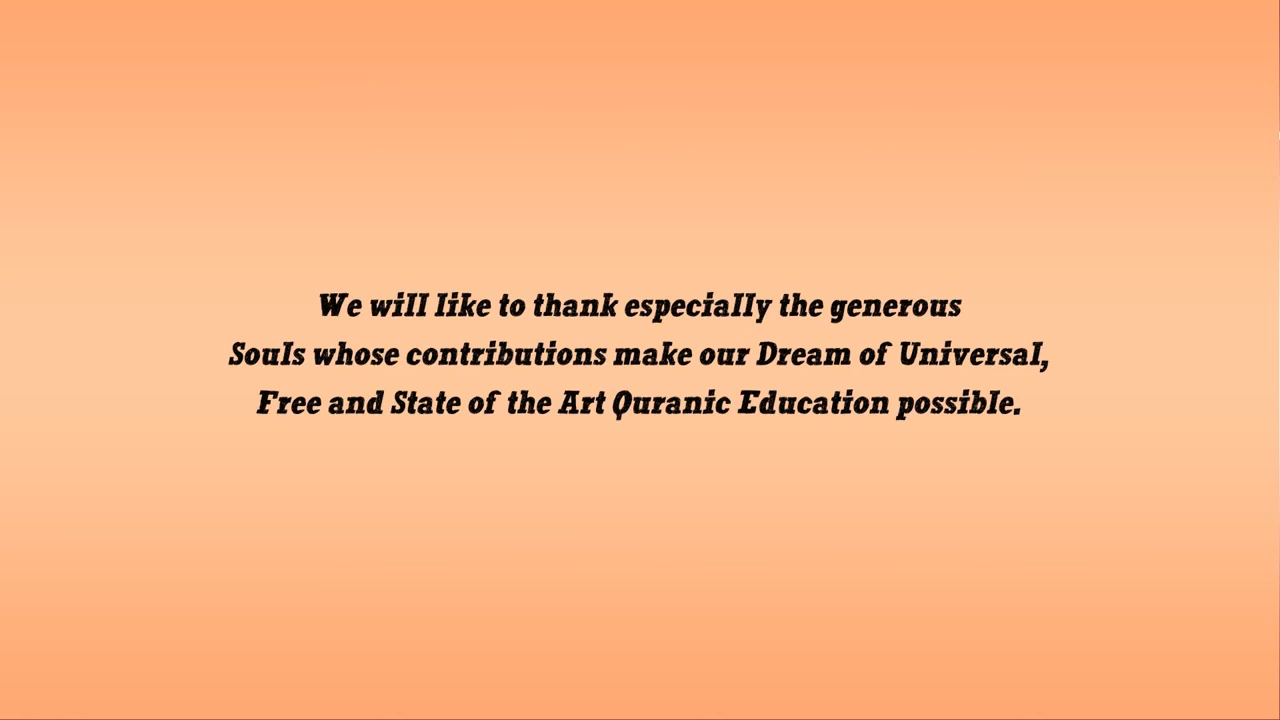 We will like to thank especially the generous
Souls whose contributions make our Dream of Universal,
Free and State of the Art Quranic Education possible.